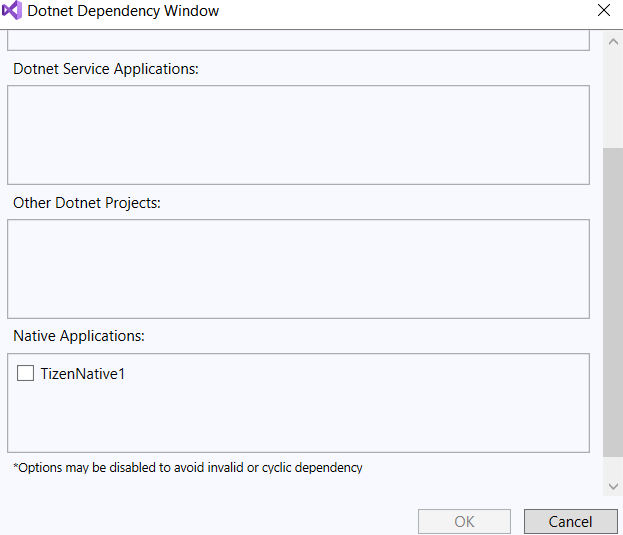 Dotnet Dependency Window
Dotnet Service Applications:
Other Dotnet Projects:
Native Applications:
TizenNative1
*Options may be disabled to avoid invalid or cyclic dependency
OK
Cancel